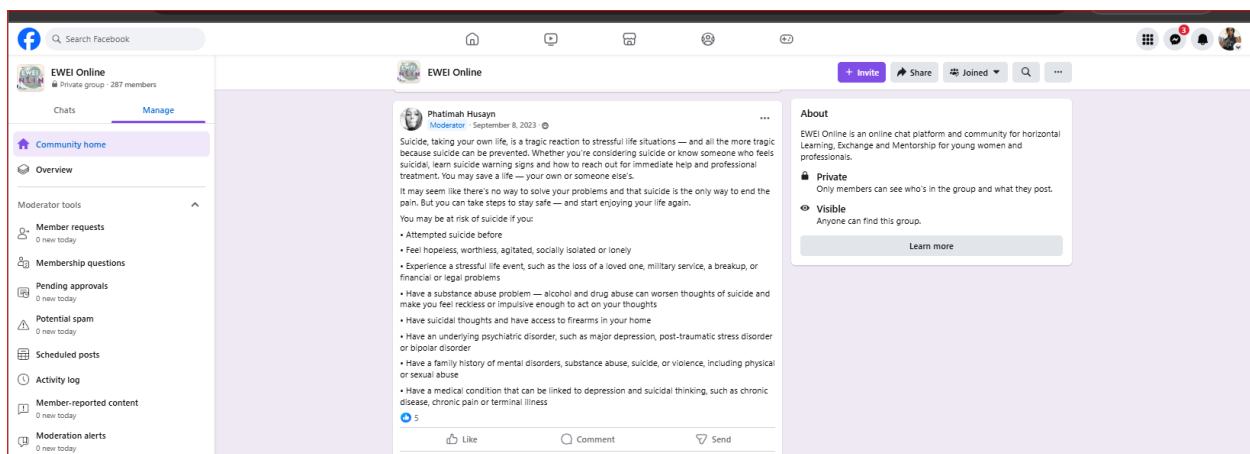 Search Facebook
3
EWEI Online
Private group · 287 members
Chats
Manage
Community home
Overview
Moderator tools
Member requests
0 new today
Membership questions
Pending approvals
0 new today
Potential spam
0 new today
Scheduled posts
Activity log
Member-reported content
0 new today
Moderation alerts
0 new today
EWEI Online
+ Invite
Share
Joined
Phatimah Husayn
Moderator · September 8, 2023 ·
Suicide, taking your own life, is a tragic reaction to stressful life situations — and all the more tragic
because suicide can be prevented. Whether you're considering suicide or know someone who feels
suicidal, learn suicide warning signs and how to reach out for immediate help and professional
treatment. You may save a life — your own or someone else's.
It may seem like there's no way to solve your problems and that suicide is the only way to end the
pain. But you can take steps to stay safe — and start enjoying your life again.
You may be at risk of suicide if you:
• Attempted suicide before
• Feel hopeless, worthless, agitated, socially isolated or lonely
• Experience a stressful life event, such as the loss of a loved one, military service, a breakup, or
financial or legal problems
• Have a substance abuse problem — alcohol and drug abuse can worsen thoughts of suicide and
make you feel reckless or impulsive enough to act on your thoughts
• Have suicidal thoughts and have access to firearms in your home
• Have an underlying psychiatric disorder, such as major depression, post-traumatic stress disorder
or bipolar disorder
• Have a family history of mental disorders, substance abuse, suicide, or violence, including physical
or sexual abuse
• Have a medical condition that can be linked to depression and suicidal thinking, such as chronic
disease, chronic pain or terminal illness
5
Like
Comment
Send
About
EWEI Online is an online chat platform and community for horizontal
Learning, Exchange and Mentorship for young women and
professionals.
Private
Only members can see who's in the group and what they post.
Visible
Anyone can find this group.
Learn more